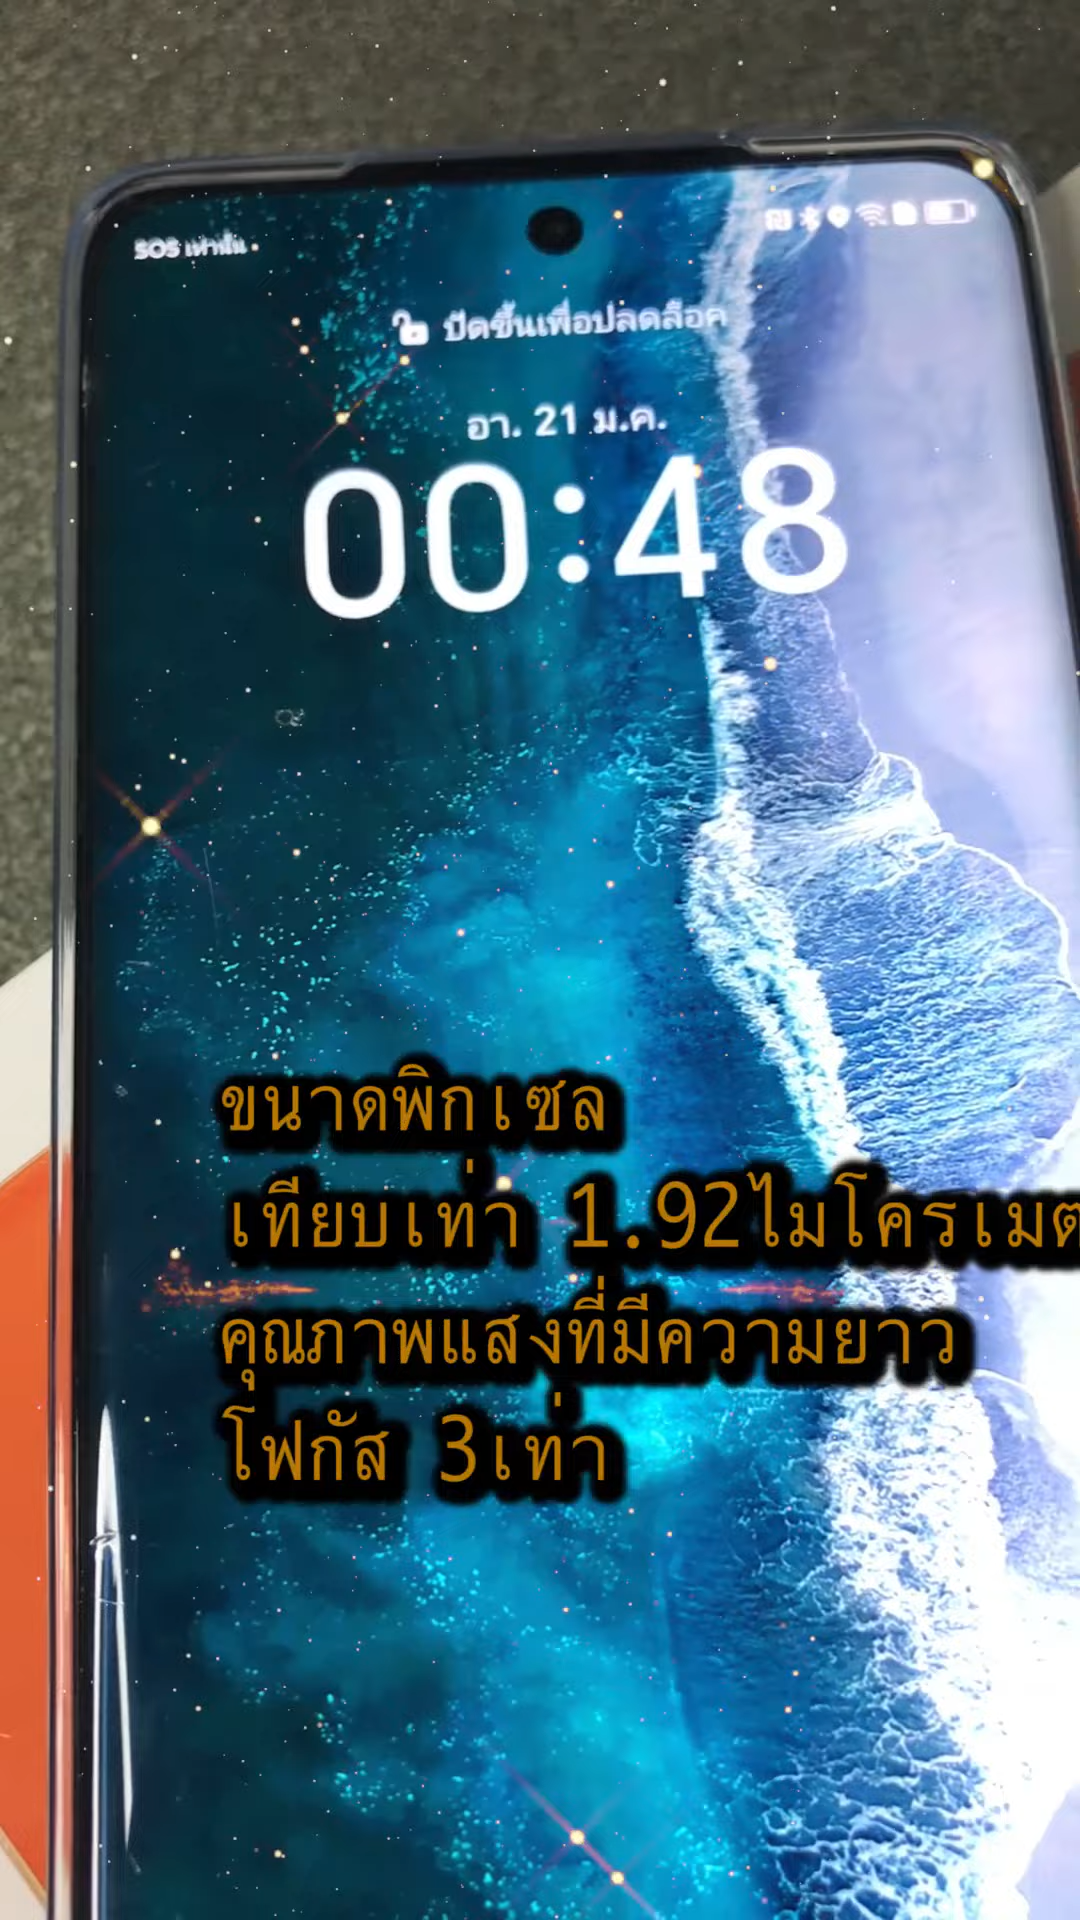 SOS เท่านั้น
ปัดขึ้นเพื่อปลดล็อค
อา. 21 ม.ค.
00:48
ขนาดพิกเซล
เทียบเท่า 1.92ไมโครเมต
คุณภาพแสงที่มีความยาว
โฟกัส 3เท่า